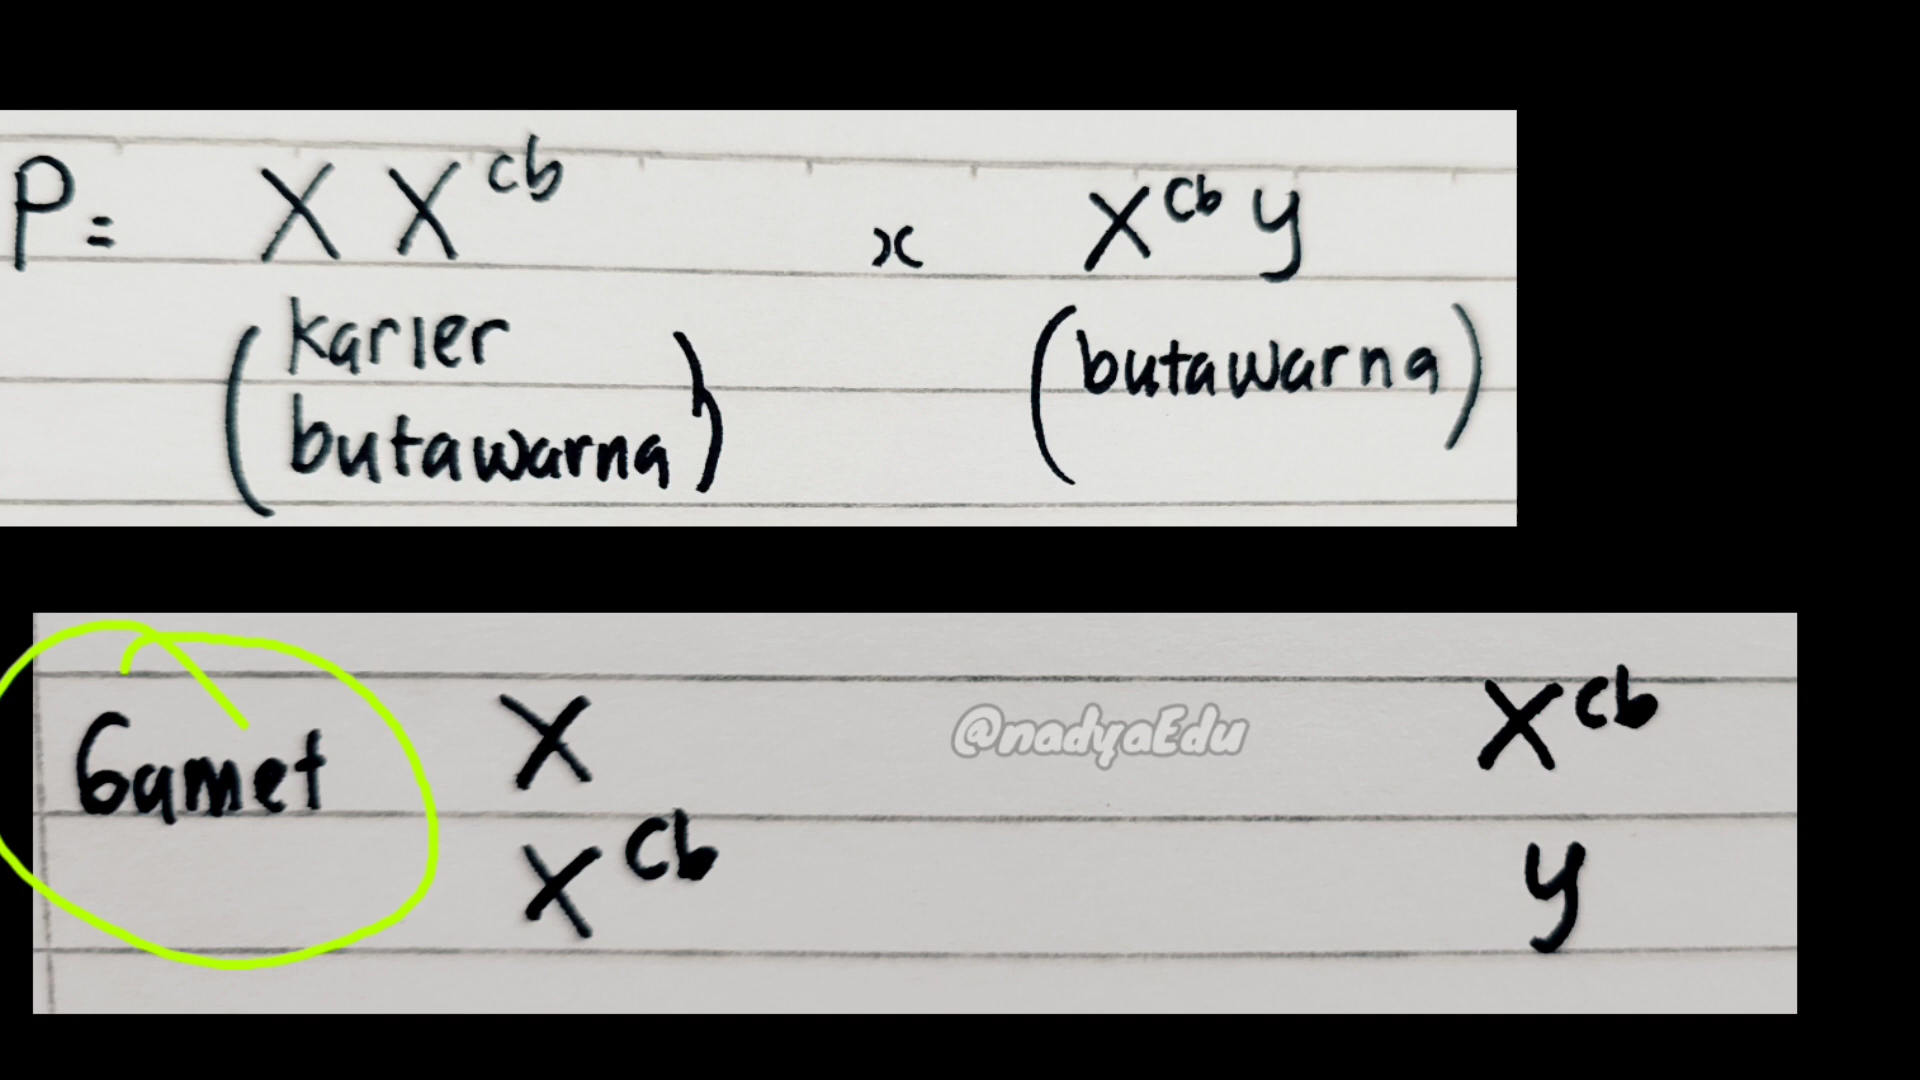 P = X X^cb x X^cb y
(karier butawarna) (butawarna)
Gamet X X^cb
@nadyaEdu
X^cb y